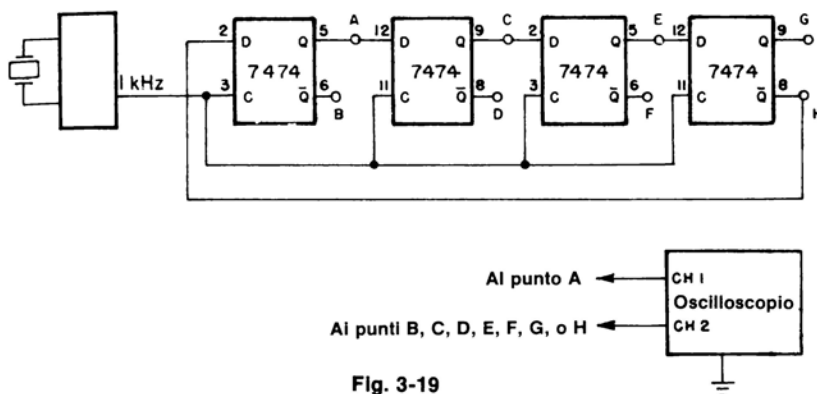 A C E G
2 D Q 5 12 D Q 9 2 D Q 5 12 D Q 9
7474 7474 7474 7474
1 kHz 3 C Q̅ 6 11 C Q̅ 8 3 C Q̅ 6 11 C Q̅ 8
B D F H
Al punto A CH 1
Oscilloscopio
Ai punti B, C, D, E, F, G, o H CH 2
Fig. 3-19